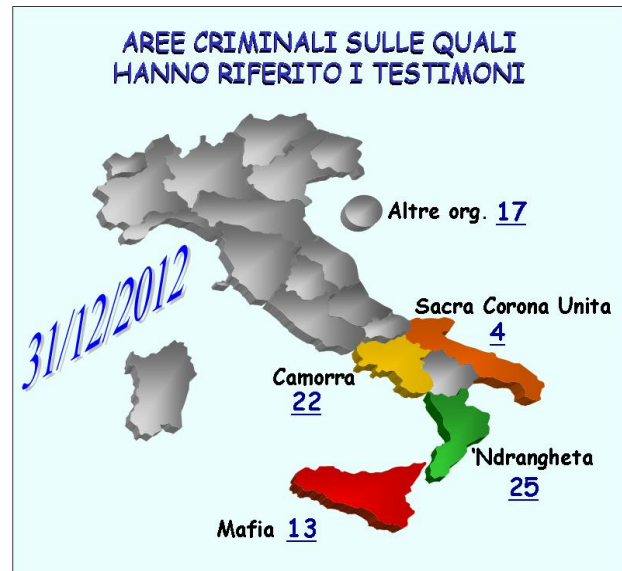 AREE CRIMINALI SULLE QUALI
HANNO RIFERITO I TESTIMONI
Altre org. 17
31/12/2012
Sacra Corona Unita
4
Camorra
22
'Ndrangheta
25
Mafia 13